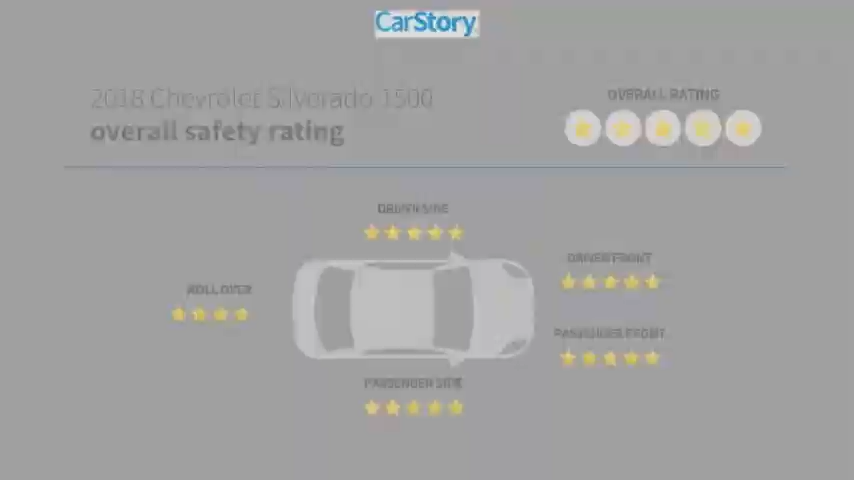 CarStory
2018 Chevrolet Silverado 1500
overall safety rating
OVERALL RATING
DRIVER SIDE
DRIVER FRONT
ROLL OVER
PASSENGER FRONT
PASSENGER SIDE